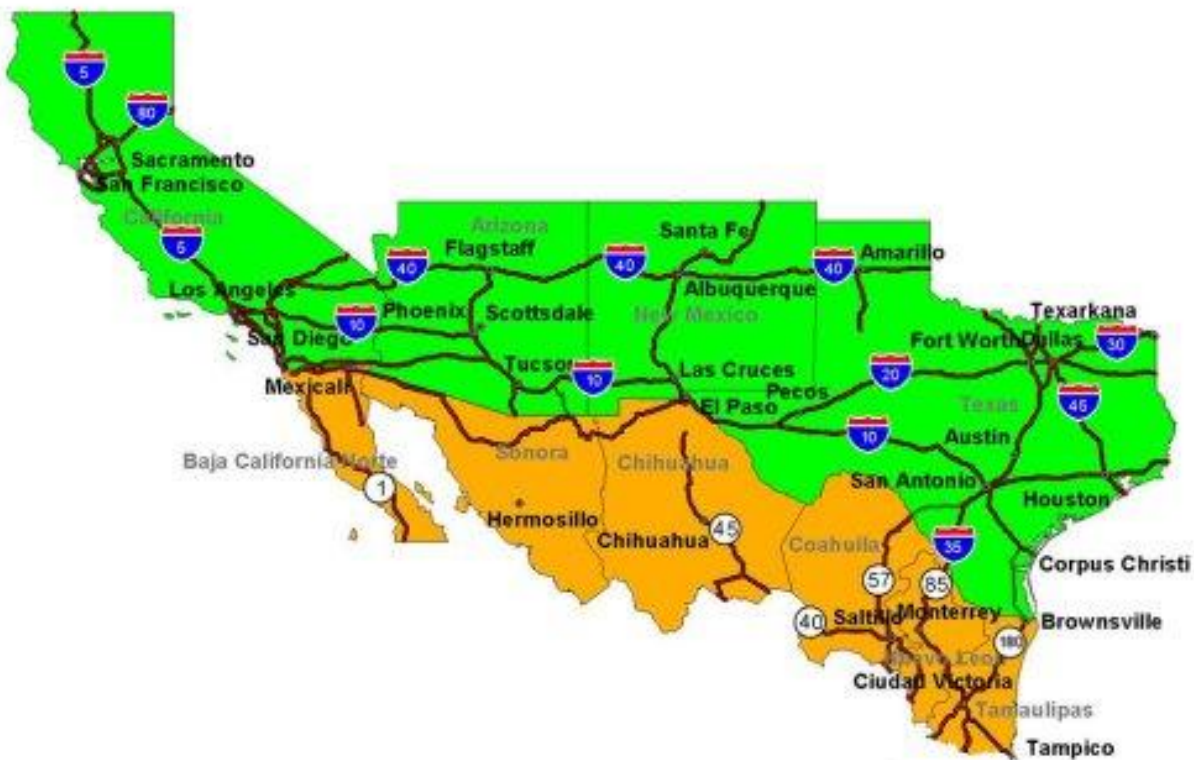 5
80
Sacramento
San Francisco
California
5
Arizona
Flagstaff
Santa Fe
40
40
40
Amarillo
Los Angeles
Albuquerque
Phoenix
Scottsdale
New Mexico
Texarkana
10
San Diego
Fort Worth
Dallas
30
Tucson
10
Las Cruces
20
Mexicali
Pecos
El Paso
Texas
45
10
Austin
Baja California Norte
Sonora
Chihuahua
San Antonio
1
Houston
Hermosillo
Chihuahua
45
Coahuila
35
Corpus Christi
57
85
40
Saltillo
Monterrey
Brownsville
180
Nuevo Leon
Ciudad Victoria
Tamaulipas
Tampico